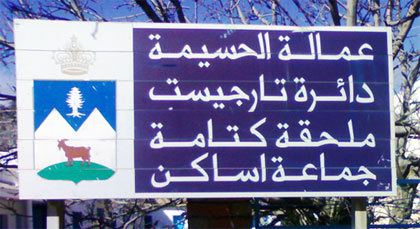 عمالة الحسيمة
دائرة تارجيست
ملحقة كتامة
جماعة اساكن